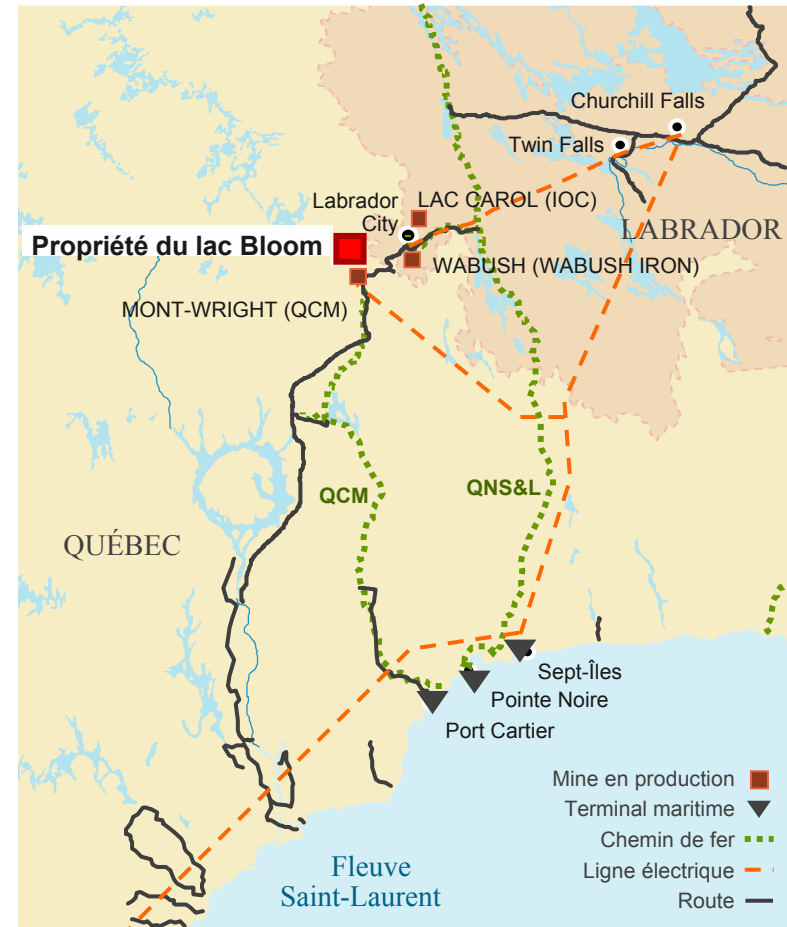 Churchill Falls
Twin Falls
Labrador
City
LAC CAROL (IOC)
LABRADOR
Propriété du lac Bloom
WABUSH (WABUSH IRON)
MONT-WRIGHT (QCM)
QCM
QNS&L
QUÉBEC
Sept-Îles
Pointe Noire
Port Cartier
Mine en production
Terminal maritime
Chemin de fer
Ligne électrique
Route
Fleuve
Saint-Laurent